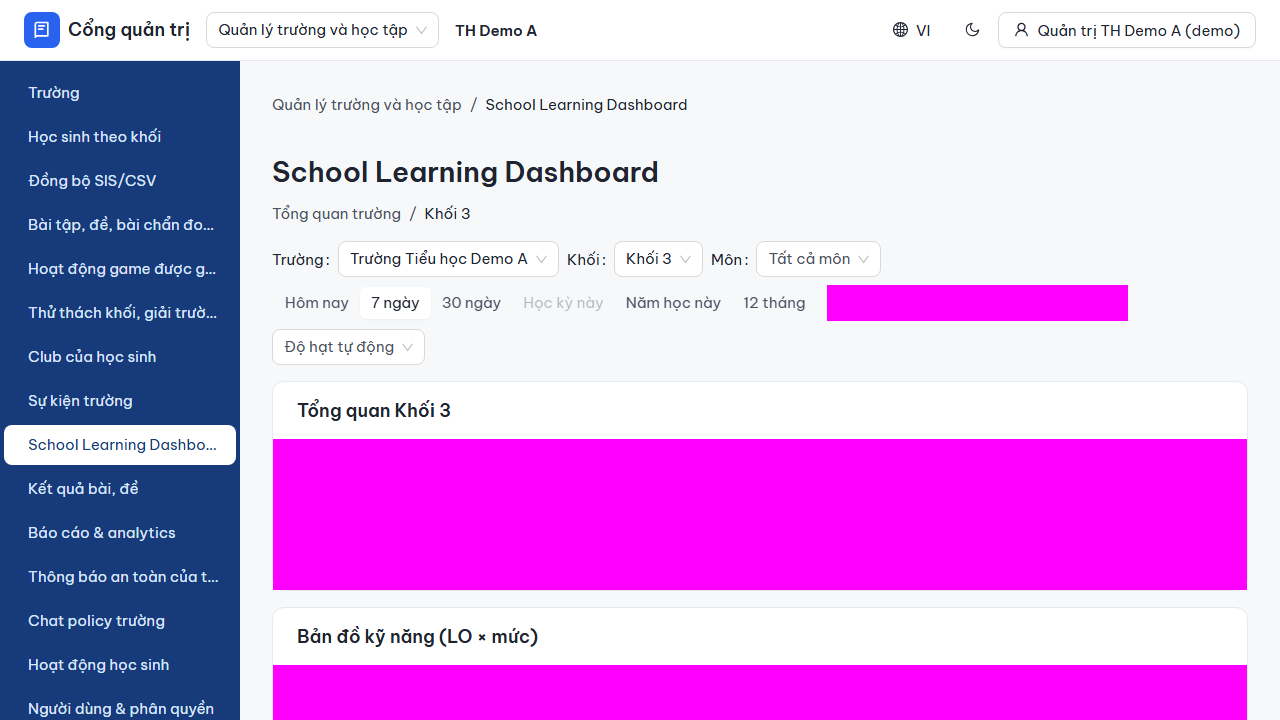 Cổng quản trị
Quản lý trường và học tập
TH Demo A
VI
Quản trị TH Demo A (demo)
Trường
Học sinh theo khối
Đồng bộ SIS/CSV
Bài tập, đề, bài chẩn đo...
Hoạt động game được g...
Thử thách khối, giải trườ...
Club của học sinh
Sự kiện trường
School Learning Dashbo...
Kết quả bài, đề
Báo cáo & analytics
Thông báo an toàn của t...
Chat policy trường
Hoạt động học sinh
Người dùng & phân quyền
Quản lý trường và học tập / School Learning Dashboard
School Learning Dashboard
Tổng quan trường / Khối 3
Trường: Trường Tiểu học Demo A Khối: Khối 3 Môn: Tất cả môn
Hôm nay 7 ngày 30 ngày Học kỳ này Năm học này 12 tháng
Độ hạt tự động
Tổng quan Khối 3
Bản đồ kỹ năng (LO × mức)